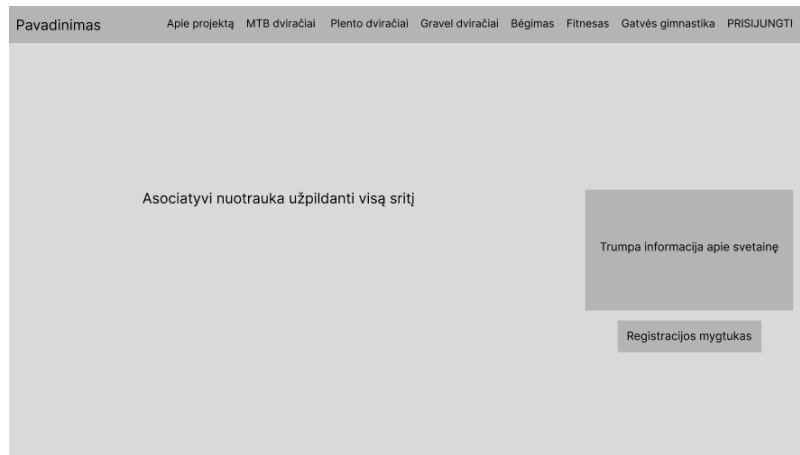 Pavadinimas Apie projektą MTB dviračiai Plento dviračiai Gravel dviračiai Bėgimas Fitnesas Gatvės gimnastika PRISIJUNGTI
Asociatyvi nuotrauka užpildanti visą sritį
Trumpa informacija apie svetainę
Registracijos mygtukas